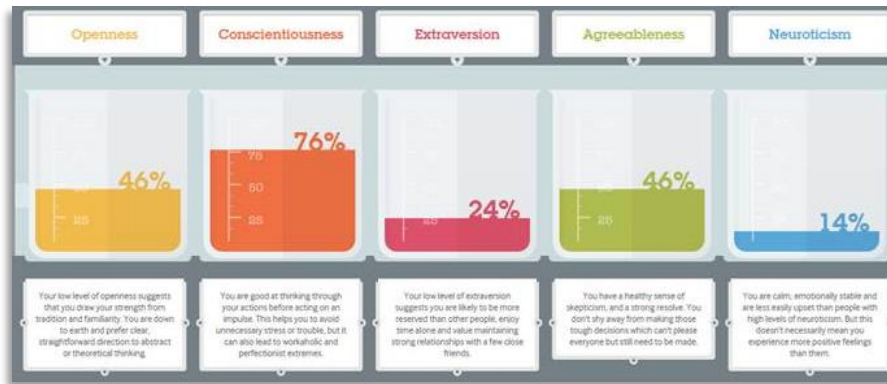 Openness
Conscientiousness
Extraversion
Agreeableness
Neuroticism
46%
25
76%
75
50
25
24%
25
46%
25
14%
Your low level of openness suggests
that you draw your strength from
tradition and familiarity. You are down
to earth and prefer clear,
straightforward direction to abstract
or theoretical thinking.
You are good at thinking through
your actions before acting on an
impulse. This helps you to avoid
unnecessary stress or trouble, but it
can also lead to workaholic and
perfectionist extremes.
Your low level of extraversion
suggests you are likely to be more
reserved than other people, enjoy
time alone and value maintaining
strong relationships with a few close
friends.
You have a healthy sense of
skepticism, and a strong resolve. You
don't shy away from making those
tough decisions which can't please
everyone but still need to be made.
You are calm, emotionally stable and
are less easily upset than people with
high levels of neuroticism. But this
doesn't necessarily mean you
experience more positive feelings
than them.